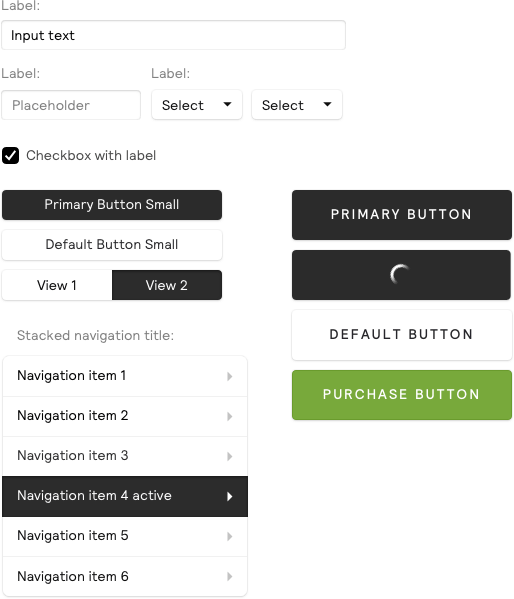 Label:
Input text
Label:
Label:
Placeholder
Select
Select
Checkbox with label
Primary Button Small
Default Button Small
View 1
View 2
Stacked navigation title:
Navigation item 1
Navigation item 2
Navigation item 3
Navigation item 4 active
Navigation item 5
Navigation item 6
PRIMARY BUTTON
DEFAULT BUTTON
PURCHASE BUTTON